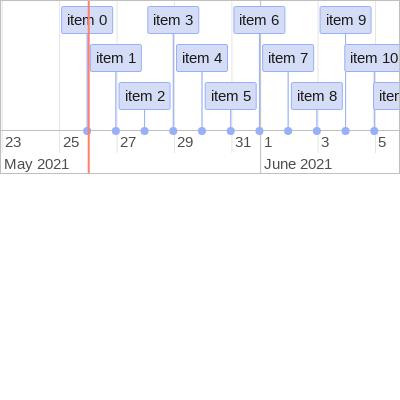 item 0 item 3 item 6 item 9
item 1 item 4 item 7 item 10
item 2 item 5 item 8
23 25 27 29 31 1 3 5
May 2021 June 2021